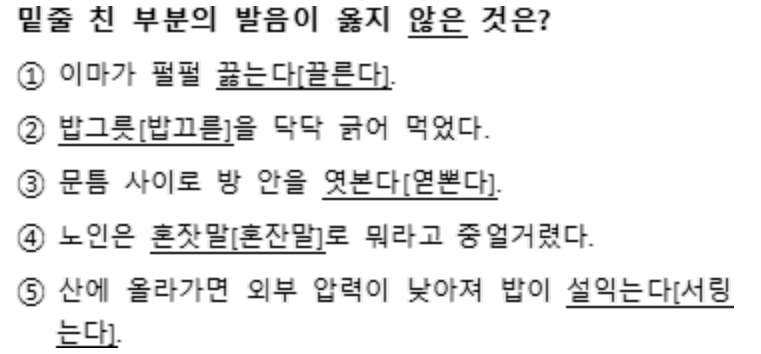 밑줄 친 부분의 발음이 옳지 않은 것은?
① 이마가 펄펄 끓는다[끌른다].
② 밥그릇[밥끄륻]을 닥닥 긁어 먹었다.
③ 문틈 사이로 방 안을 엿본다[엳뽄다].
④ 노인은 혼잣말[혼잔말]로 뭐라고 중얼거렸다.
⑤ 산에 올라가면 외부 압력이 낮아져 밥이 설익는다[서링
는다].